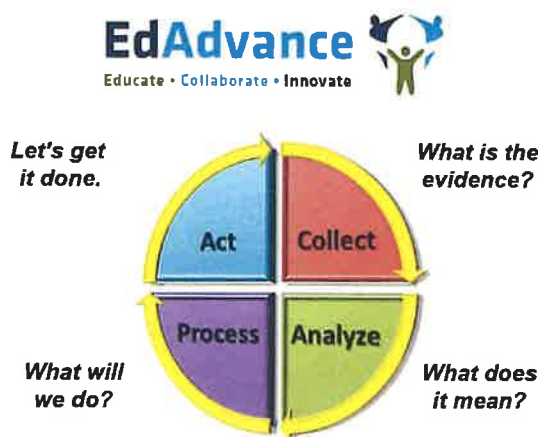 EdAdvance
Educate • Collaborate • Innovate
Let's get
it done.
What is the
evidence?
Act
Collect
Process
Analyze
What will
we do?
What does
it mean?